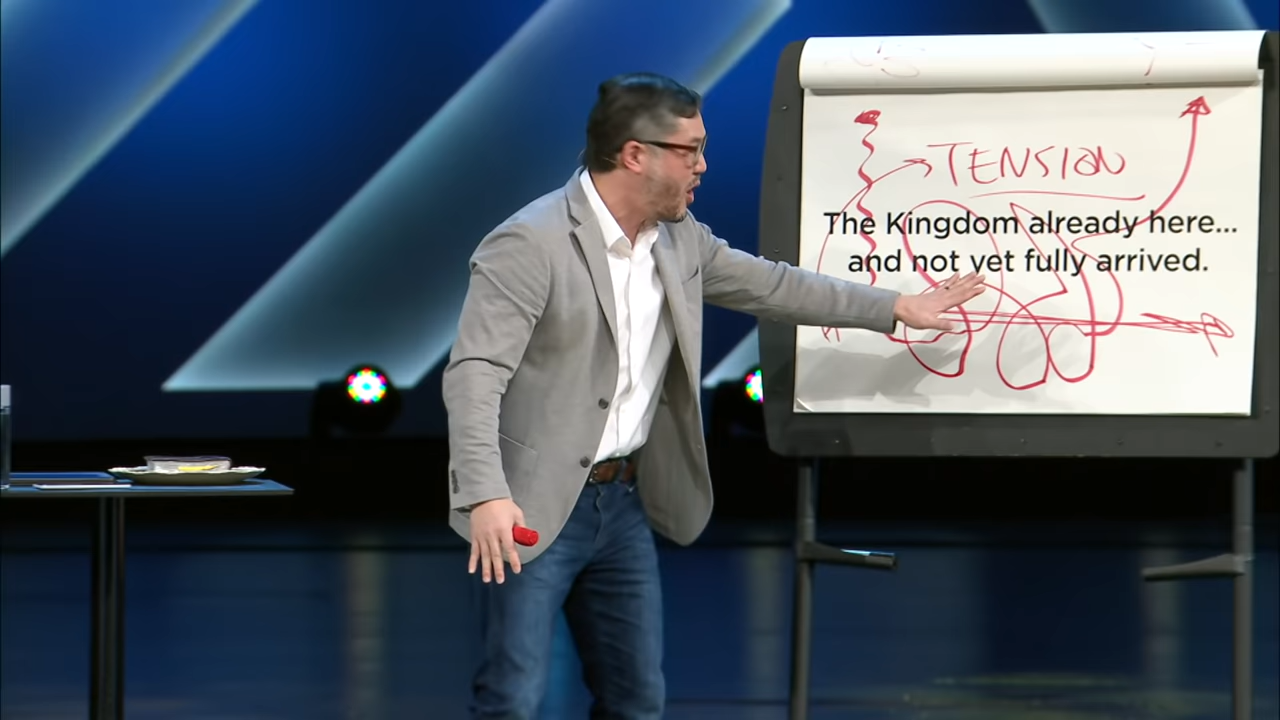 TENSION
The Kingdom already here...
and not yet fully arrived.